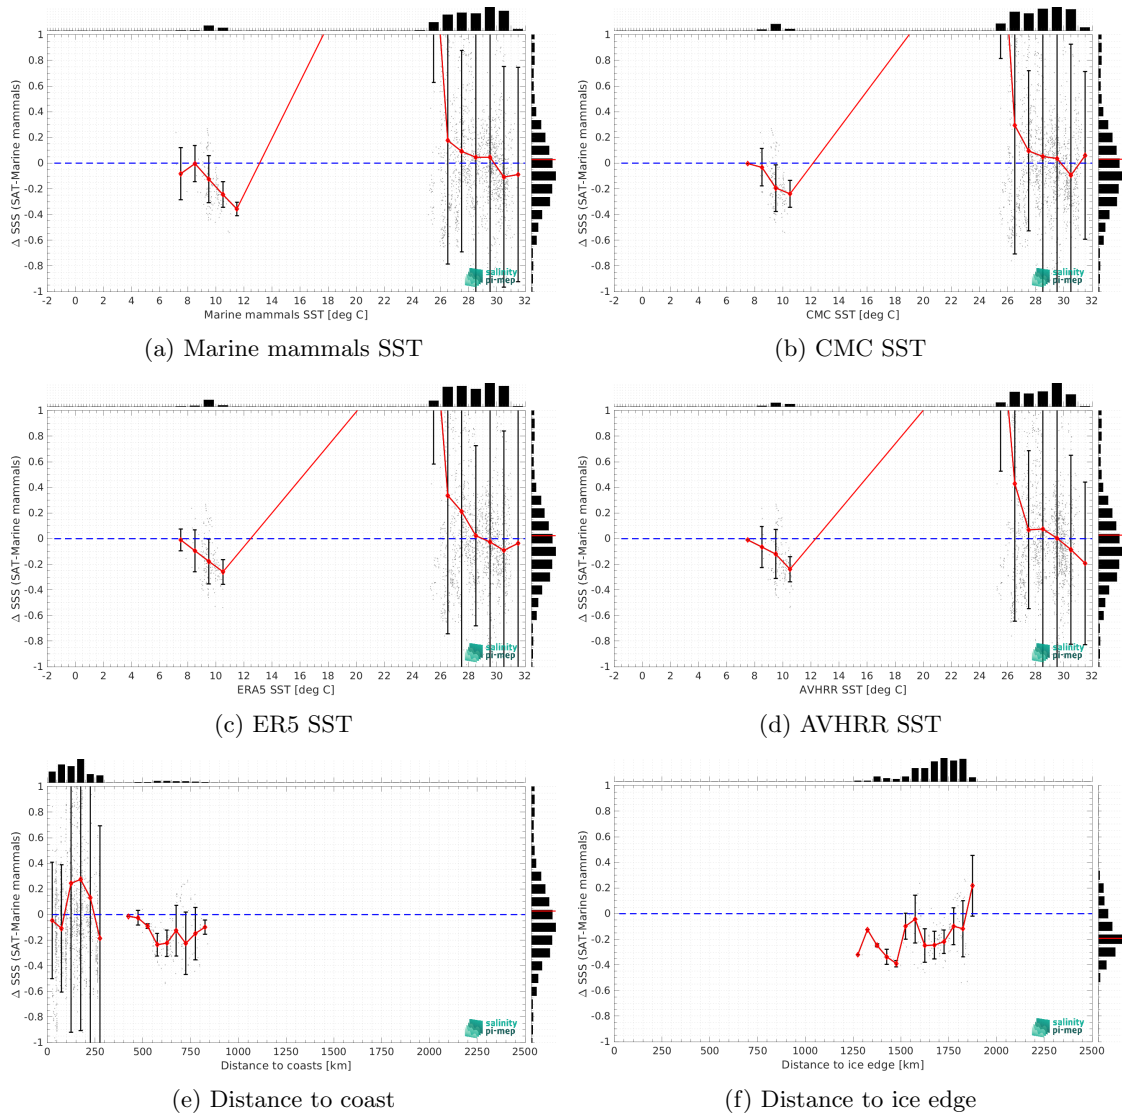 1
0.8
0.6
0.4
0.2
0
-0.2
-0.4
-0.6
-0.8
-1
Δ SSS (SAT-Marine mammals)
-2 0 2 4 6 8 10 12 14 16 18 20 22 24 26 28 30 32
Marine mammals SST [deg C]
salinity
pi-mep
(a) Marine mammals SST
1
0.8
0.6
0.4
0.2
0
-0.2
-0.4
-0.6
-0.8
-1
Δ SSS (SAT-Marine mammals)
-2 0 2 4 6 8 10 12 14 16 18 20 22 24 26 28 30 32
CMC SST [deg C]
salinity
pi-mep
(b) CMC SST
1
0.8
0.6
0.4
0.2
0
-0.2
-0.4
-0.6
-0.8
-1
Δ SSS (SAT-Marine mammals)
-2 0 2 4 6 8 10 12 14 16 18 20 22 24 26 28 30 32
ERA5 SST [deg C]
salinity
pi-mep
(c) ER5 SST
1
0.8
0.6
0.4
0.2
0
-0.2
-0.4
-0.6
-0.8
-1
Δ SSS (SAT-Marine mammals)
-2 0 2 4 6 8 10 12 14 16 18 20 22 24 26 28 30 32
AVHRR SST [deg C]
salinity
pi-mep
(d) AVHRR SST
1
0.8
0.6
0.4
0.2
0
-0.2
-0.4
-0.6
-0.8
-1
Δ SSS (SAT-Marine mammals)
0 250 500 750 1000 1250 1500 1750 2000 2250 2500
Distance to coasts [km]
salinity
pi-mep
(e) Distance to coast
1
0.8
0.6
0.4
0.2
0
-0.2
-0.4
-0.6
-0.8
-1
Δ SSS (SAT-Marine mammals)
0 250 500 750 1000 1250 1500 1750 2000 2250 2500
Distance to ice edge [km]
salinity
pi-mep
(f) Distance to ice edge